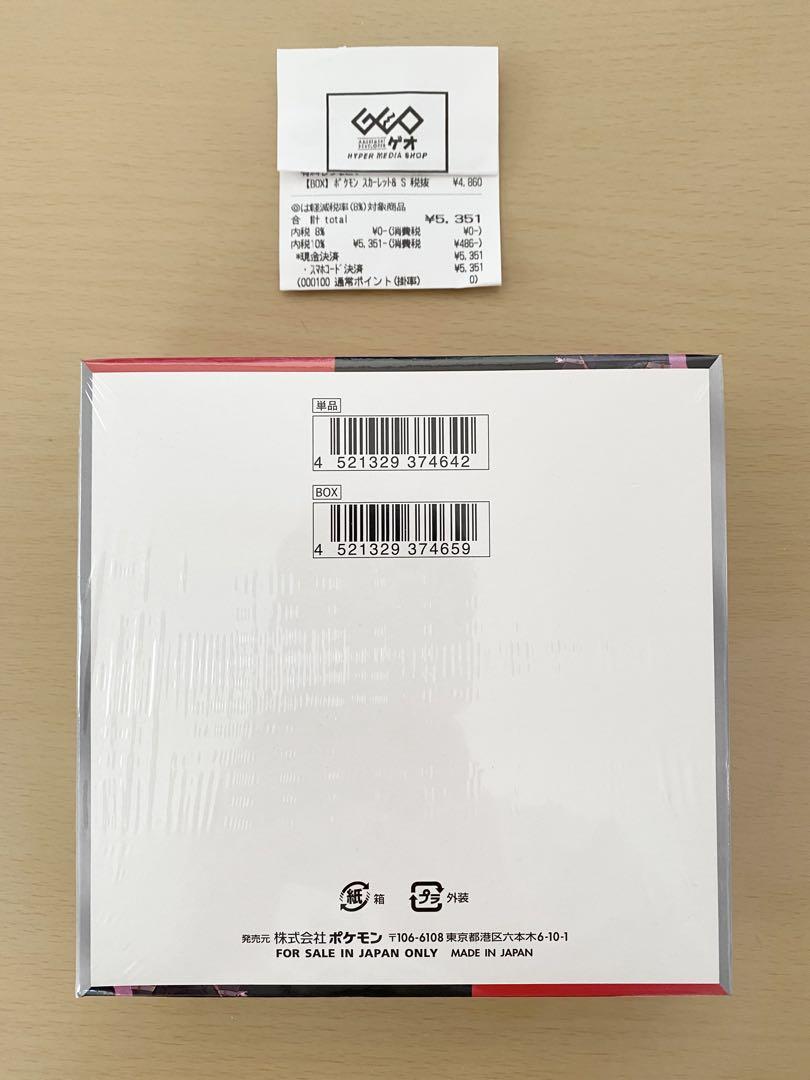 GEO
ゲオ
HYPER MEDIA SHOP
【BOX】ポケモン スカーレット& S 税抜 ¥4,860
◎は軽減税率(8%)対象商品
合 計 total ¥5,351
内税 8% ¥0-(消費税 ¥0-)
内税10% ¥5,351-(消費税 ¥486-)
*現金決済 ¥5,351
・スマホコード決済 ¥5,351
(000100 通常ポイント(掛率) 0)
単品
4 521329 374642
BOX
4 521329 374659
紙 箱 プラ 外装
発売元 株式会社ポケモン 〒106-6108 東京都港区六本木6-10-1
FOR SALE IN JAPAN ONLY MADE IN JAPAN